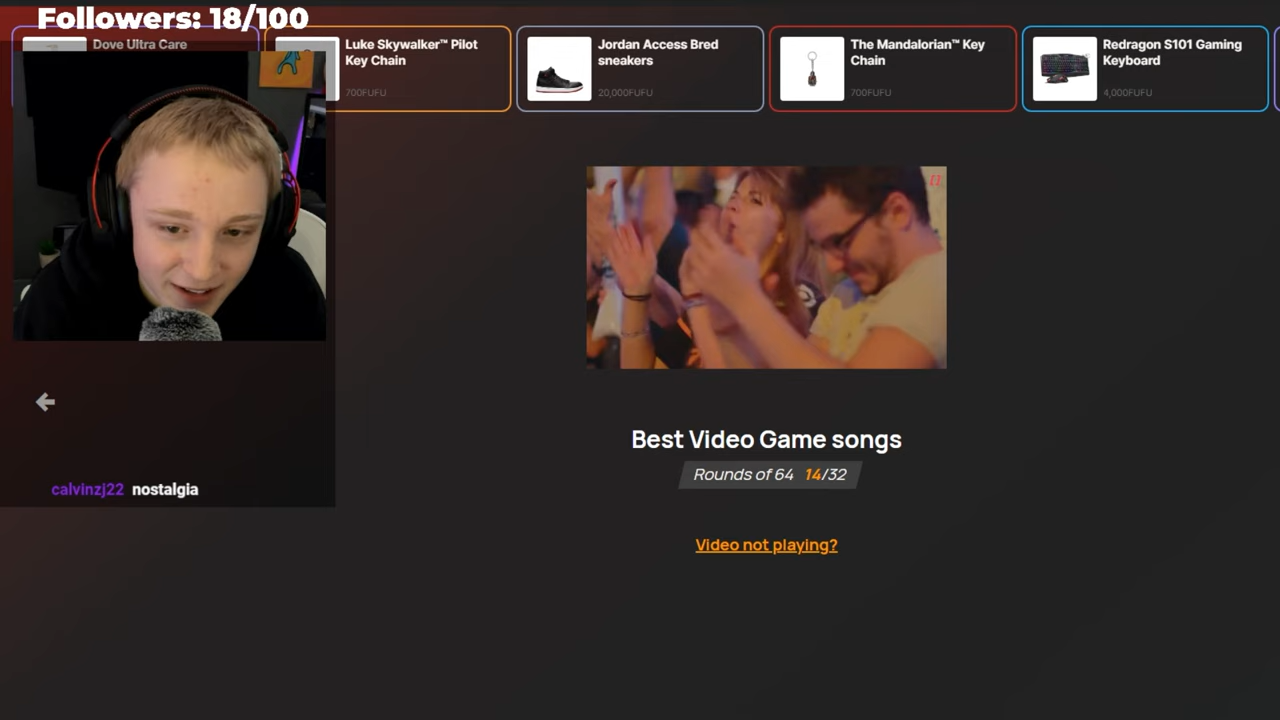 Followers: 18/100
Dove Ultra Care
Luke Skywalker™ Pilot
Key Chain
700FUFU
Jordan Access Bred
sneakers
20,000FUFU
The Mandalorian™ Key
Chain
700FUFU
Redragon S101 Gaming
Keyboard
4,000FUFU
Best Video Game songs
Rounds of 64 14/32
Video not playing?
calvinzj22 nostalgia